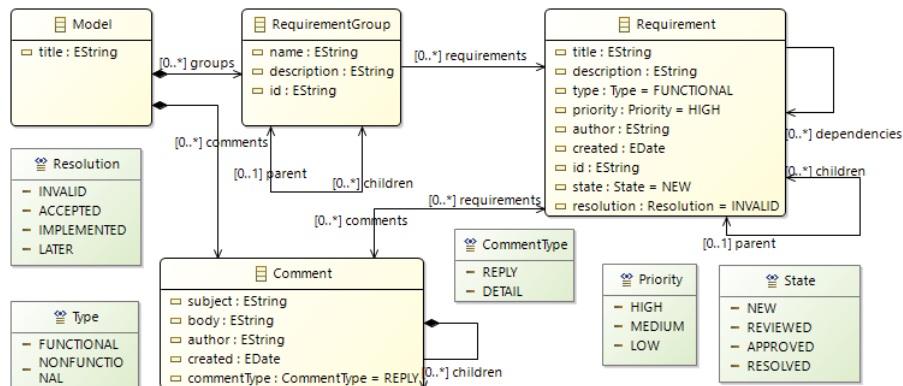 Model
title : EString
[0..*] groups
RequirementGroup
name : EString
description : EString
id : EString
[0..*] requirements
Requirement
title : EString
description : EString
type : Type = FUNCTIONAL
priority : Priority = HIGH
author : EString
created : EDate
id : EString
state : State = NEW
resolution : Resolution = INVALID
[0..*] dependencies
[0..*] children
[0..1] parent
[0..*] comments
[0..1] parent
[0..*] children
[0..*] requirements
[0..*] comments
Resolution
INVALID
ACCEPTED
IMPLEMENTED
LATER
CommentType
REPLY
DETAIL
Comment
subject : EString
body : EString
author : EString
created : EDate
commentType : CommentType = REPLY
[0..*] children
Type
FUNCTIONAL
NONFUNCTIO
NAL
Priority
HIGH
MEDIUM
LOW
State
NEW
REVIEWED
APPROVED
RESOLVED